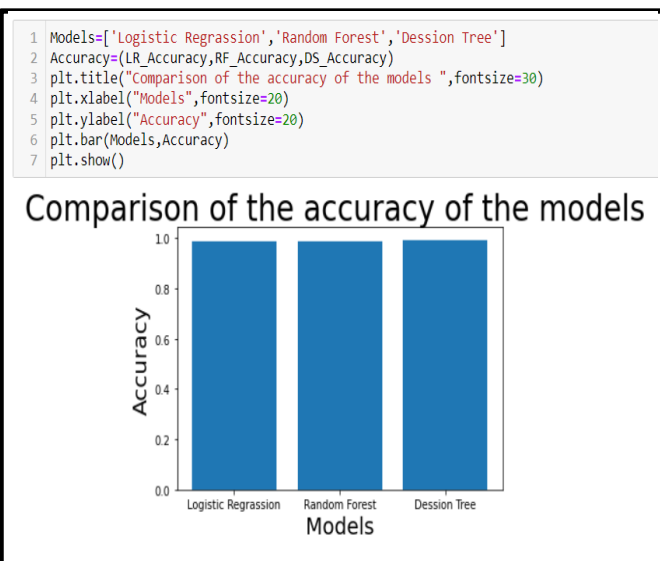 1 Models=['Logistic Regrassion','Random Forest','Dession Tree']
2 Accuracy=(LR_Accuracy,RF_Accuracy,DS_Accuracy)
3 plt.title("Comparison of the accuracy of the models ",fontsize=30)
4 plt.xlabel("Models",fontsize=20)
5 plt.ylabel("Accuracy",fontsize=20)
6 plt.bar(Models,Accuracy)
7 plt.show()
Comparison of the accuracy of the models
1.0
0.8
0.6
0.4
0.2
0.0
Accuracy
Logistic Regrassion Random Forest Dession Tree
Models